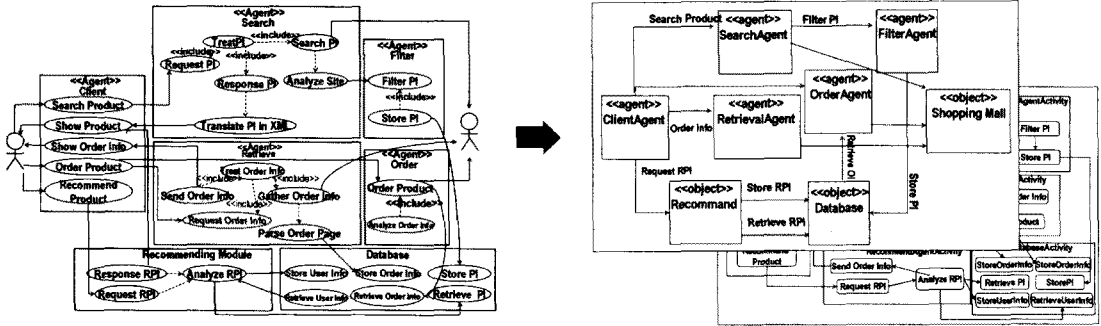 <<Agent>>
Search
TreatPI
<<include>>
Search PI
<<include>>
Request PI
<<include>>
Response PI
Analyze Site
Translate PI in XML
<<Agent>>
Filter
Filter PI
<<include>>
Store PI
<<Agent>>
Client
Search Product
Show Product
Show Order Info
Order Product
Recommend
Product
Retrieve
Treat Order Info
<<include>>
<<include>>
Send Order Info
Gather Order Info
<<include>>
Request Order Info
Parse Order Page
<<Agent>>
Order
Order Product
<<include>>
Analyze Order Info
Recommending Module
Response RPI
Analyze RPI
Request RPI
Database
Store User Info
Store Order Info
Store PI
Retrieve User Info
Retrieve Order Info
Retrieve PI
Search Product
<<agent>>
SearchAgent
Filter PI
<<agent>>
FilterAgent
<<agent>>
ClientAgent
Order Info
<<agent>>
RetrievalAgent
<<agent>>
OrderAgent
<<object>>
Shopping Mall
Request RPI
<<object>>
Recommand
Store RPI
Retrieve RPI
<<object>>
Database
Retrieve OI
Store PI
AgentActivity
Filter PI
Store PI
Activity
der Info
Product
Send Order Info
Request RPI
Analyze RPI
StoreOrderInfo
StoreOrderInfo
Retrieve PI
StorePI
StoreUserInfo
RetrieveUserInfo